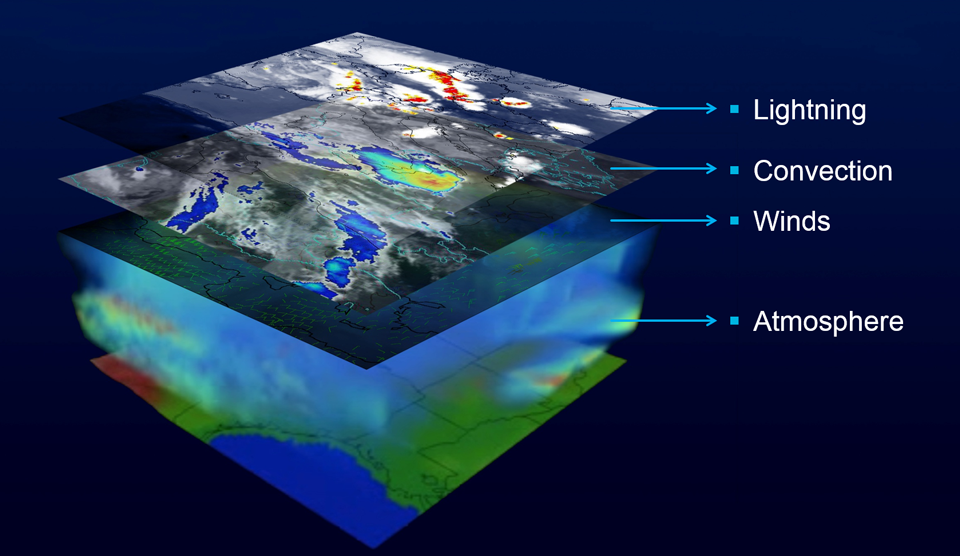 Lightning
Convection
Winds
Atmosphere